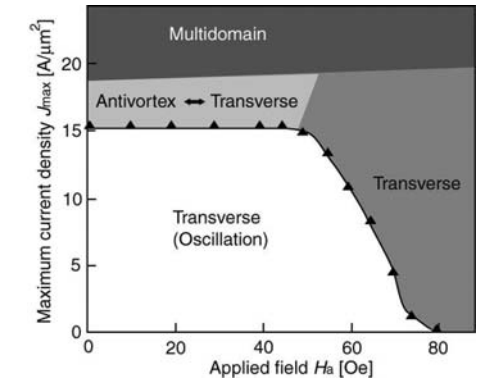 Maximum current density Jmax [A/μm²]
20
15
10
5
0
Multidomain
Antivortex ↔ Transverse
Transverse
Transverse
(Oscillation)
0 20 40 60 80
Applied field Ha [Oe]